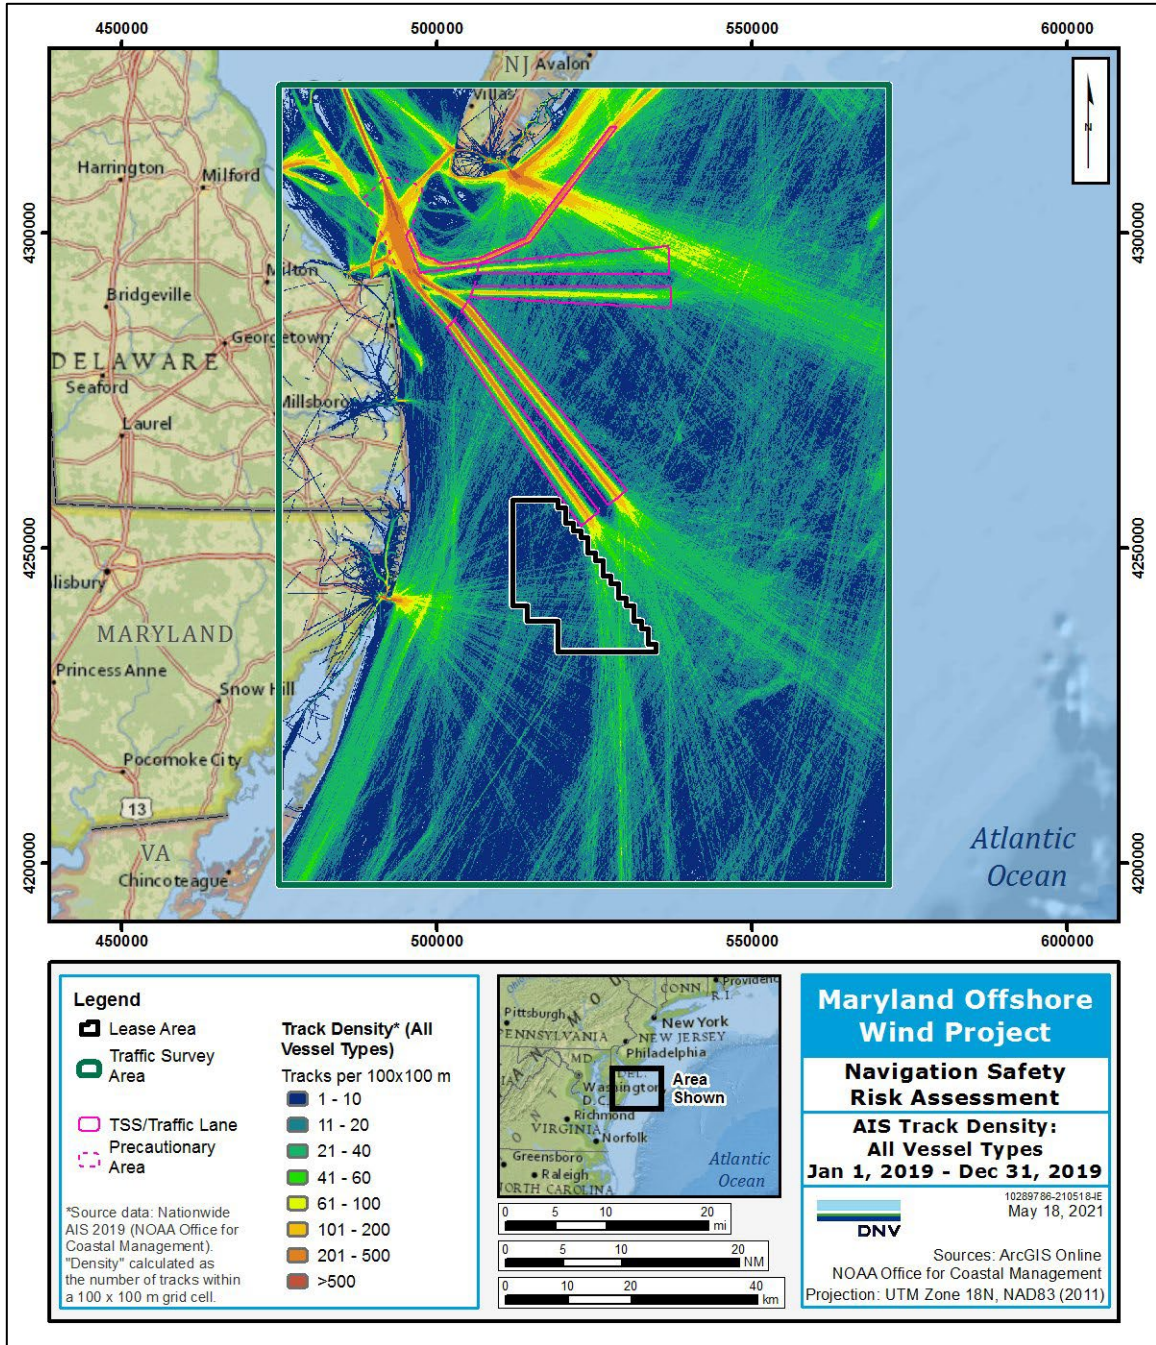 450000 500000 550000 600000
NJ Avalon
Villas
N
Harrington
Milford
4300000
4300000
Milton
Bridgeville
Georgetown
DELAWARE
Seaford
Millsboro
Laurel
4250000
4250000
lisbury
MARYLAND
Princess Anne
Snow Hill
Pocomoke City
13
VA
Chincoteague
4200000
4200000
Atlantic
Ocean
450000 500000 550000 600000
Legend
Lease Area
Traffic Survey
Area
TSS/Traffic Lane
Precautionary
Area
*Source data: Nationwide
AIS 2019 (NOAA Office for
Coastal Management).
"Density" calculated as
the number of tracks within
a 100 x 100 m grid cell.
Track Density* (All
Vessel Types)
Tracks per 100x100 m
1 - 10
11 - 20
21 - 40
41 - 60
61 - 100
101 - 200
201 - 500
>500
Ohio
CONN.
Providenc
R.I.
Pittsburgh
New York
PENNSYLVANIA
NEW JERSEY
Philadelphia
MD.
DEL.
Washington,
D.C.
Area
Shown
Richmond
VIRGINIA
Norfolk
Greensboro
Raleigh
NORTH CAROLINA
Atlantic
Ocean
0 5 10 20
mi
0 5 10 20
NM
0 10 20 40
km
Maryland Offshore
Wind Project
Navigation Safety
Risk Assessment
AIS Track Density:
All Vessel Types
Jan 1, 2019 - Dec 31, 2019
10289786-210518-IE
May 18, 2021
DNV
Sources: ArcGIS Online
NOAA Office for Coastal Management
Projection: UTM Zone 18N, NAD83 (2011)